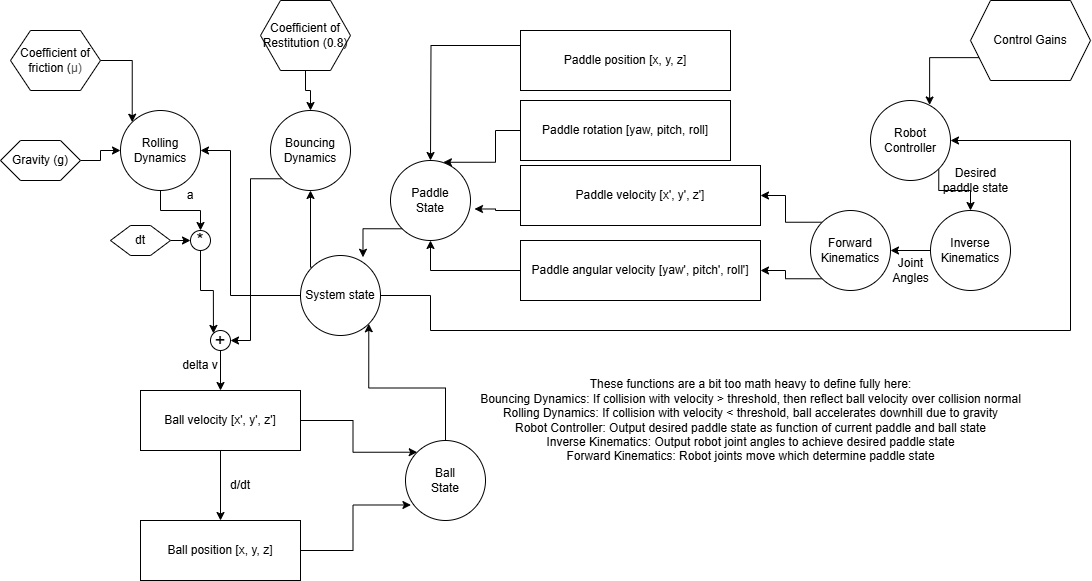 Coefficient of
friction (μ)
Coefficient of
Restitution (0.8)
Paddle position [x, y, z]
Control Gains
Gravity (g)
Rolling
Dynamics
Bouncing
Dynamics
Paddle rotation [yaw, pitch, roll]
Robot
Controller
a
Paddle
State
Paddle velocity [x', y', z']
Desired
paddle state
dt
*
Forward
Kinematics
Inverse
Kinematics
Joint
Angles
Paddle angular velocity [yaw', pitch', roll']
System state
+
delta v
Ball velocity [x', y', z']
d/dt
Ball
State
Ball position [x, y, z]
These functions are a bit too math heavy to define fully here:
Bouncing Dynamics: If collision with velocity > threshold, then reflect ball velocity over collision normal
Rolling Dynamics: If collision with velocity < threshold, ball accelerates downhill due to gravity
Robot Controller: Output desired paddle state as function of current paddle and ball state
Inverse Kinematics: Output robot joint angles to achieve desired paddle state
Forward Kinematics: Robot joints move which determine paddle state